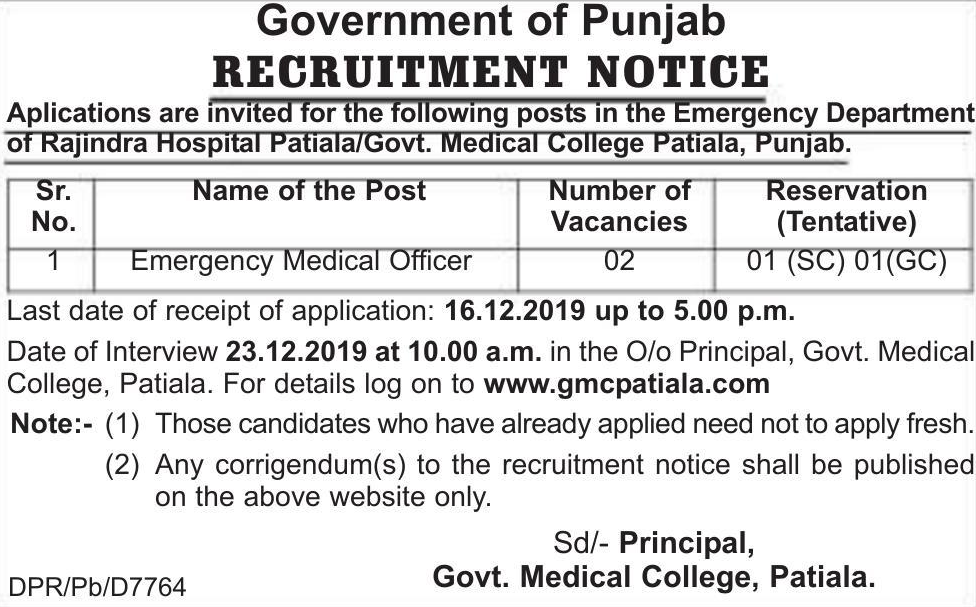 Government of Punjab
RECRUITMENT NOTICE
Aplications are invited for the following posts in the Emergency Department
of Rajindra Hospital Patiala/Govt. Medical College Patiala, Punjab.
Sr. No. Name of the Post Number of Vacancies Reservation (Tentative)
1 Emergency Medical Officer 02 01 (SC) 01(GC)
Last date of receipt of application: 16.12.2019 up to 5.00 p.m.
Date of Interview 23.12.2019 at 10.00 a.m. in the O/o Principal, Govt. Medical
College, Patiala. For details log on to www.gmcpatiala.com
Note:- (1) Those candidates who have already applied need not to apply fresh.
(2) Any corrigendum(s) to the recruitment notice shall be published
on the above website only.
Sd/- Principal,
Govt. Medical College, Patiala.
DPR/Pb/D7764